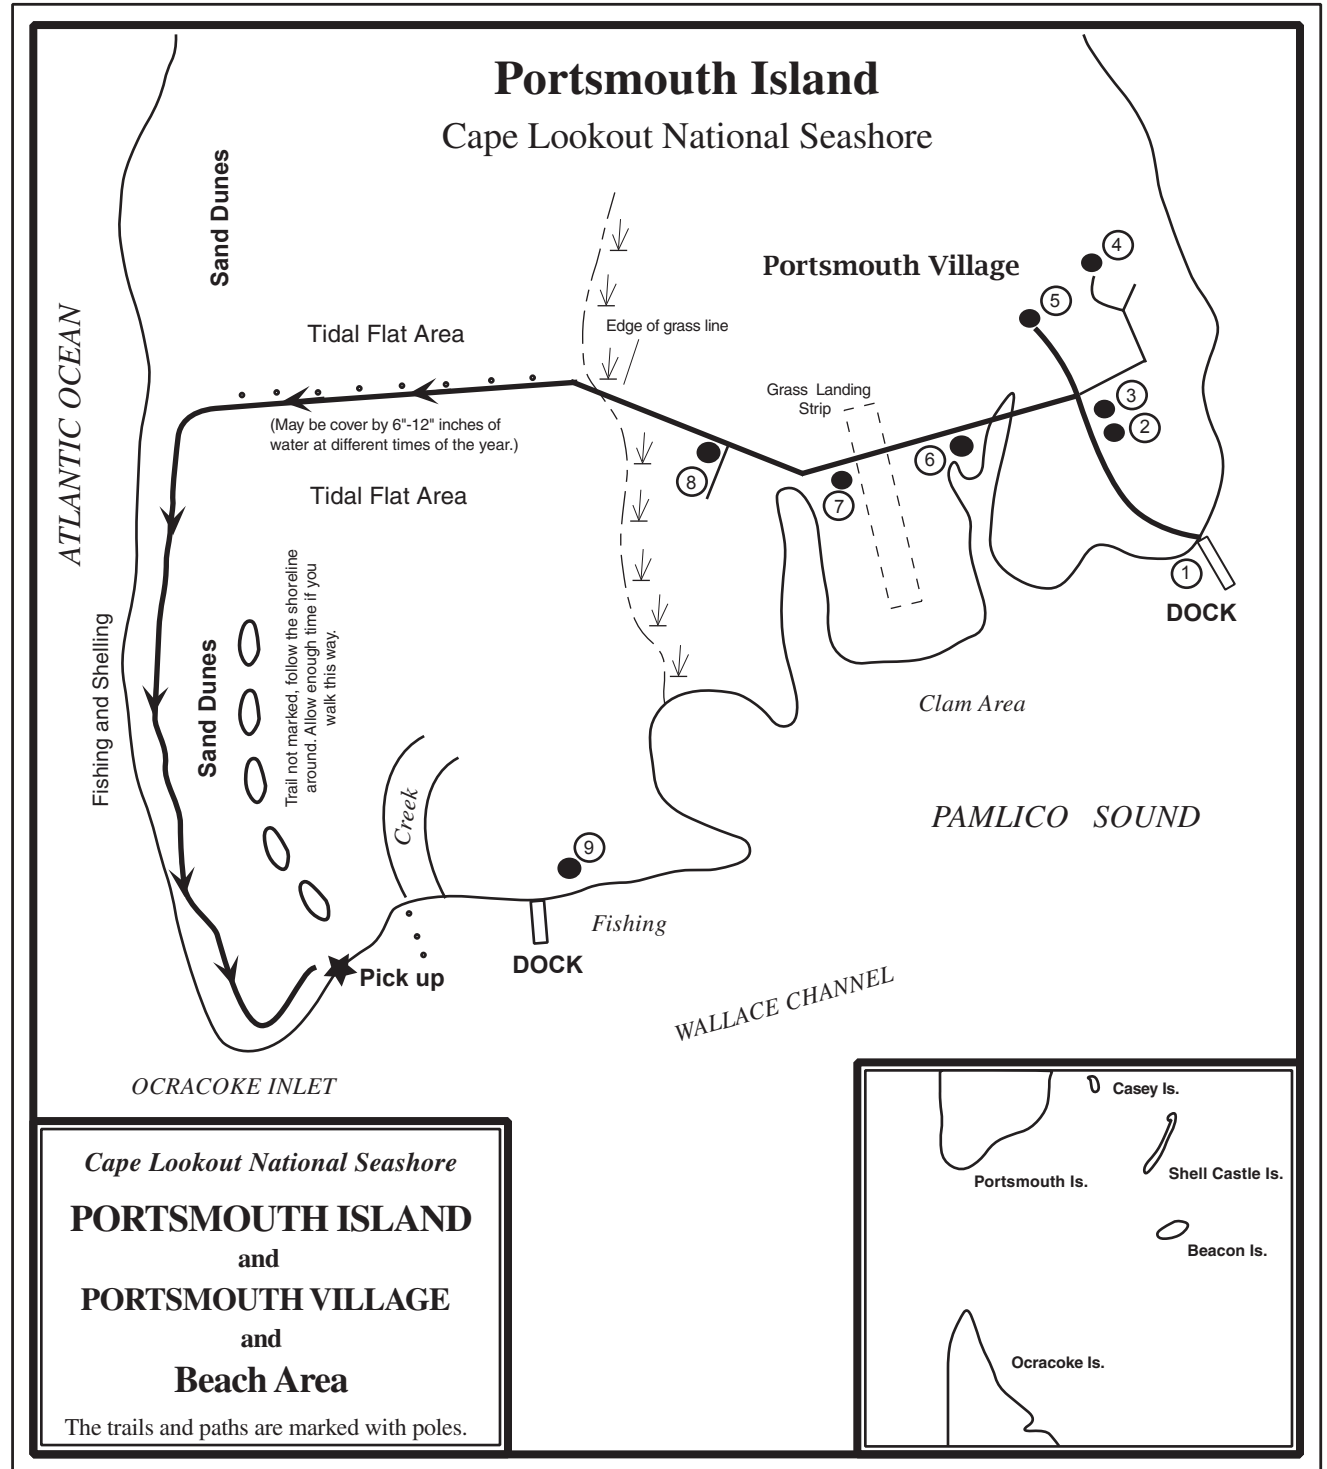 Portsmouth Island
Cape Lookout National Seashore
Sand Dunes
Portsmouth Village
4
5
ATLANTIC OCEAN
Tidal Flat Area
Edge of grass line
Grass Landing
Strip
3
2
(May be cover by 6"-12" inches of
water at different times of the year.)
6
8
7
Tidal Flat Area
1
DOCK
Fishing and Shelling
Sand Dunes
Trail not marked, follow the shoreline
around. Allow enough time if you
walk this way.
Clam Area
Creek
PAMLICO SOUND
9
Fishing
DOCK
Pick up
WALLACE CHANNEL
OCRACOKE INLET
Cape Lookout National Seashore
PORTSMOUTH ISLAND
and
PORTSMOUTH VILLAGE
and
Beach Area
The trails and paths are marked with poles.
Casey Is.
Portsmouth Is.
Shell Castle Is.
Beacon Is.
Ocracoke Is.